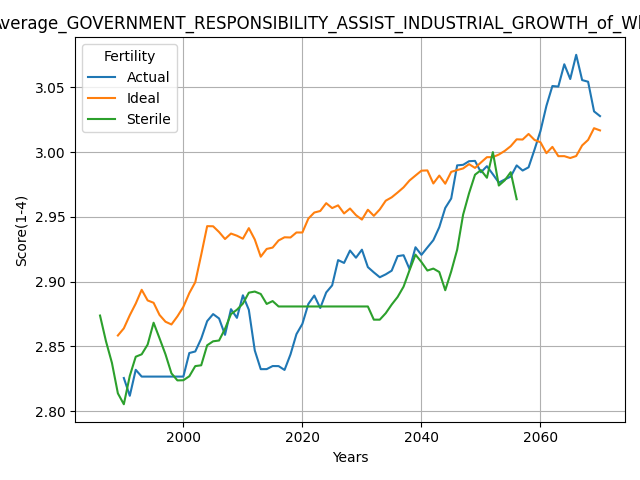 Average_GOVERNMENT_RESPONSIBILITY_ASSIST_INDUSTRIAL_GROWTH_of_Wh
Fertility
Actual
Ideal
Sterile
3.05
3.00
2.95
2.90
2.85
2.80
Score(1-4)
2000
2020
2040
2060
Years